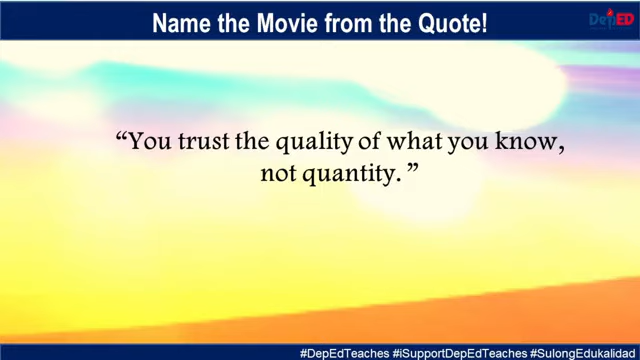 Name the Movie from the Quote!
DepED
“You trust the quality of what you know,
not quantity. ”
#DepEdTeaches #iSupportDepEdTeaches #SulongEdukalidad